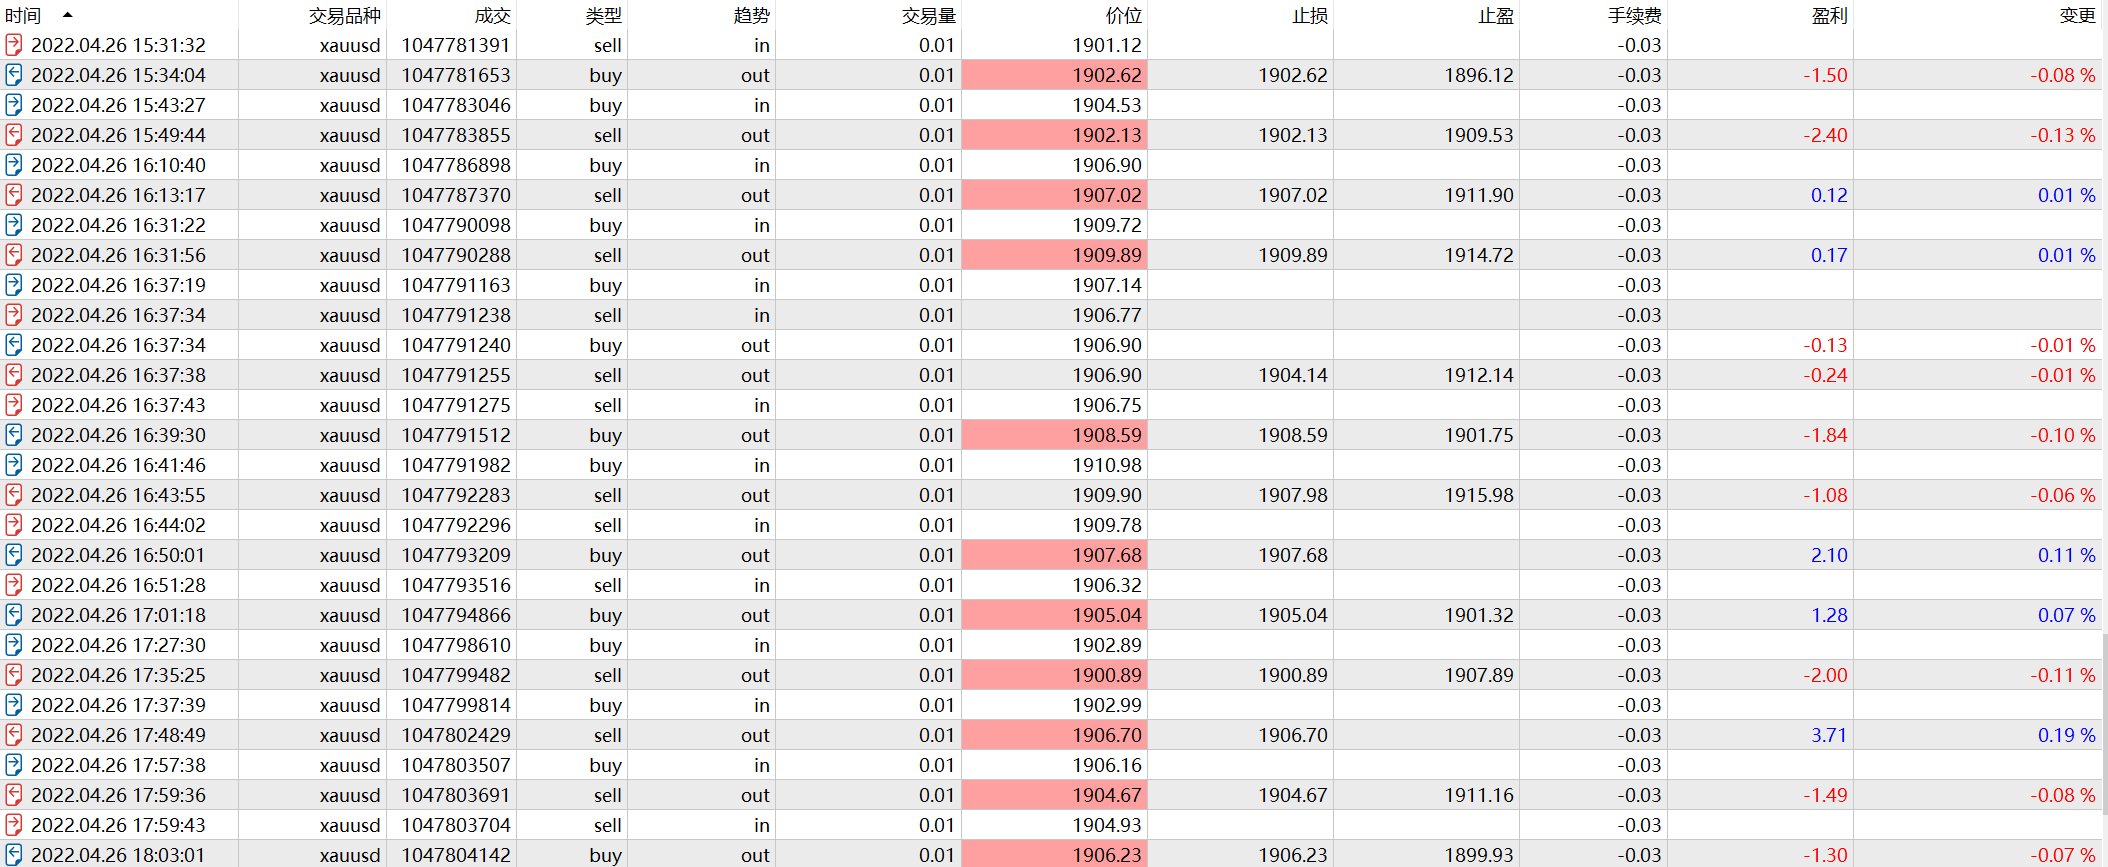 时间 交易品种 成交 类型 趋势 交易量 价位 止损 止盈 手续费 盈利 变更
2022.04.26 15:31:32 xauusd 1047781391 sell in 0.01 1901.12 -0.03
2022.04.26 15:34:04 xauusd 1047781653 buy out 0.01 1902.62 1902.62 1896.12 -0.03 -1.50 -0.08 %
2022.04.26 15:43:27 xauusd 1047783046 buy in 0.01 1904.53 -0.03
2022.04.26 15:49:44 xauusd 1047783855 sell out 0.01 1902.13 1902.13 1909.53 -0.03 -2.40 -0.13 %
2022.04.26 16:10:40 xauusd 1047786898 buy in 0.01 1906.90 -0.03
2022.04.26 16:13:17 xauusd 1047787370 sell out 0.01 1907.02 1907.02 1911.90 -0.03 0.12 0.01 %
2022.04.26 16:31:22 xauusd 1047790098 buy in 0.01 1909.72 -0.03
2022.04.26 16:31:56 xauusd 1047790288 sell out 0.01 1909.89 1909.89 1914.72 -0.03 0.17 0.01 %
2022.04.26 16:37:19 xauusd 1047791163 buy in 0.01 1907.14 -0.03
2022.04.26 16:37:34 xauusd 1047791238 sell in 0.01 1906.77 -0.03
2022.04.26 16:37:34 xauusd 1047791240 buy out 0.01 1906.90 -0.03 -0.13 -0.01 %
2022.04.26 16:37:38 xauusd 1047791255 sell out 0.01 1906.90 1904.14 1912.14 -0.03 -0.24 -0.01 %
2022.04.26 16:37:43 xauusd 1047791275 sell in 0.01 1906.75 -0.03
2022.04.26 16:39:30 xauusd 1047791512 buy out 0.01 1908.59 1908.59 1901.75 -0.03 -1.84 -0.10 %
2022.04.26 16:41:46 xauusd 1047791982 buy in 0.01 1910.98 -0.03
2022.04.26 16:43:55 xauusd 1047792283 sell out 0.01 1909.90 1907.98 1915.98 -0.03 -1.08 -0.06 %
2022.04.26 16:44:02 xauusd 1047792296 sell in 0.01 1909.78 -0.03
2022.04.26 16:50:01 xauusd 1047793209 buy out 0.01 1907.68 1907.68 -0.03 2.10 0.11 %
2022.04.26 16:51:28 xauusd 1047793516 sell in 0.01 1906.32 -0.03
2022.04.26 17:01:18 xauusd 1047794866 buy out 0.01 1905.04 1905.04 1901.32 -0.03 1.28 0.07 %
2022.04.26 17:27:30 xauusd 1047798610 buy in 0.01 1902.89 -0.03
2022.04.26 17:35:25 xauusd 1047799482 sell out 0.01 1900.89 1900.89 1907.89 -0.03 -2.00 -0.11 %
2022.04.26 17:37:39 xauusd 1047799814 buy in 0.01 1902.99 -0.03
2022.04.26 17:48:49 xauusd 1047802429 sell out 0.01 1906.70 1906.70 -0.03 3.71 0.19 %
2022.04.26 17:57:38 xauusd 1047803507 buy in 0.01 1906.16 -0.03
2022.04.26 17:59:36 xauusd 1047803691 sell out 0.01 1904.67 1904.67 1911.16 -0.03 -1.49 -0.08 %
2022.04.26 17:59:43 xauusd 1047803704 sell in 0.01 1904.93 -0.03
2022.04.26 18:03:01 xauusd 1047804142 buy out 0.01 1906.23 1906.23 1899.93 -0.03 -1.30 -0.07 %